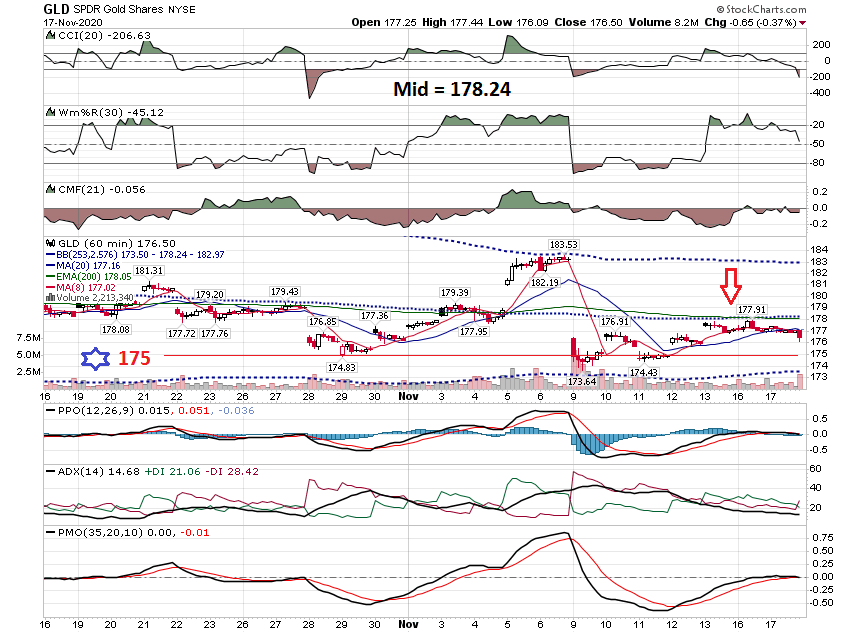 GLD SPDR Gold Shares NYSE © StockCharts.com
17-Nov-2020 Open 177.25 High 177.44 Low 176.09 Close 176.50 Volume 8.2M Chg -0.65 (-0.37%)
CCI(20) -206.63
200
0
-200
-400
Mid = 178.24
Wm%R(30) -45.12
-20
-50
-80
CMF(21) -0.056
0.2
0.0
-0.2
GLD (60 min) 176.50
BB(253,2.576) 173.50 - 178.24 - 182.97
MA(20) 177.16
EMA(200) 178.05
MA(8) 177.02
Volume 2,213,340
184
183
182
181
180
179
178
177
176
175
174
173
7.5M
5.0M
2.5M
178.08
181.31
177.72
179.20
177.76
179.43
176.85
174.83
177.36
179.39
177.95
182.19
183.53
173.64
176.91
174.43
177.91
175
16 19 20 21 22 23 26 27 28 29 30 Nov 3 4 5 6 9 10 11 12 13 16 17
PPO(12,26,9) 0.015, 0.051, -0.036
0.5
0.0
-0.5
ADX(14) 14.68 +DI 21.06 -DI 28.42
60
40
20
PMO(35,20,10) 0.00, -0.01
0.75
0.50
0.25
0.00
-0.25
-0.50
16 19 20 21 22 23 26 27 28 29 30 Nov 3 4 5 6 9 10 11 12 13 16 17